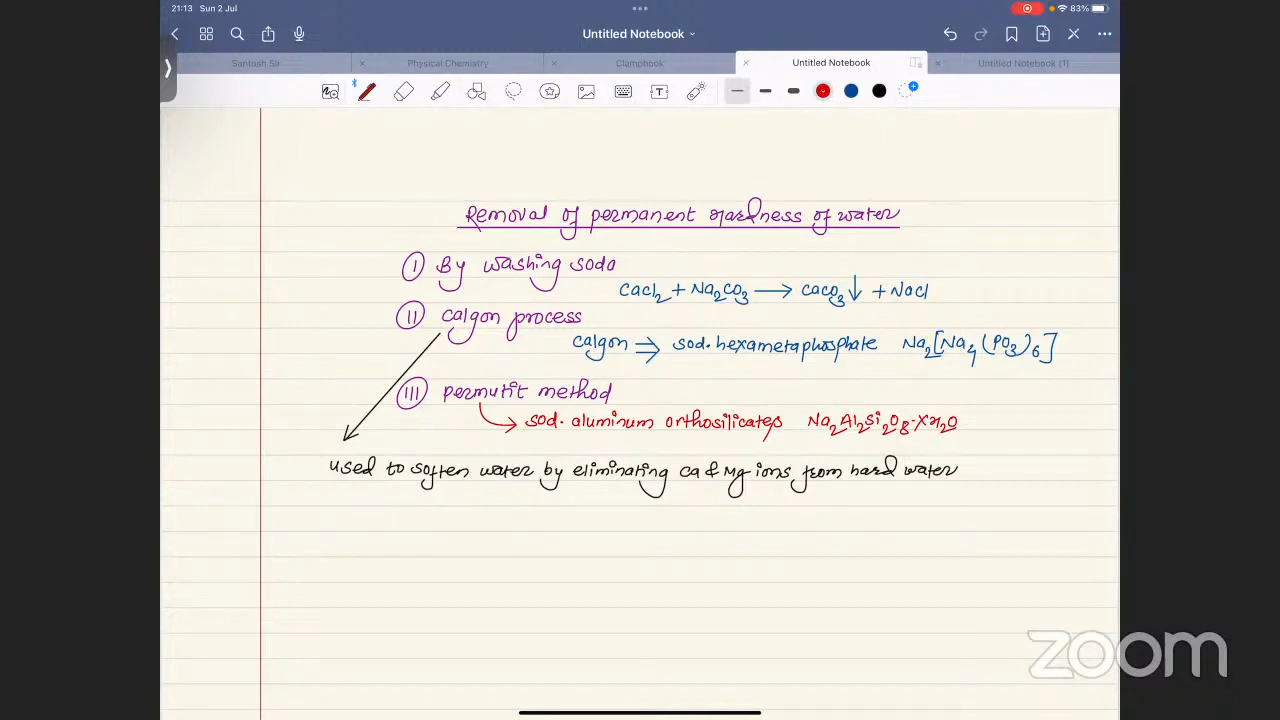 21:13 Sun 2 Jul
83%
Untitled Notebook
Santosh Sir
Physical Chemistry
Clampbook
Untitled Notebook
Untitled Notebook (1)
T
Removal of permanent Hardness of water
I By washing soda
CaCl2 + Na2CO3 → CaCO3↓ + NaCl
II calgon process
calgon ⇒ sod. hexametaphosphate Na2[Na4(PO3)6]
III permutit method
sod. aluminum orthosilicates Na2Al2Si2O8·XH2O
Used to soften water by eliminating Ca & Mg ions from hard water
zoom